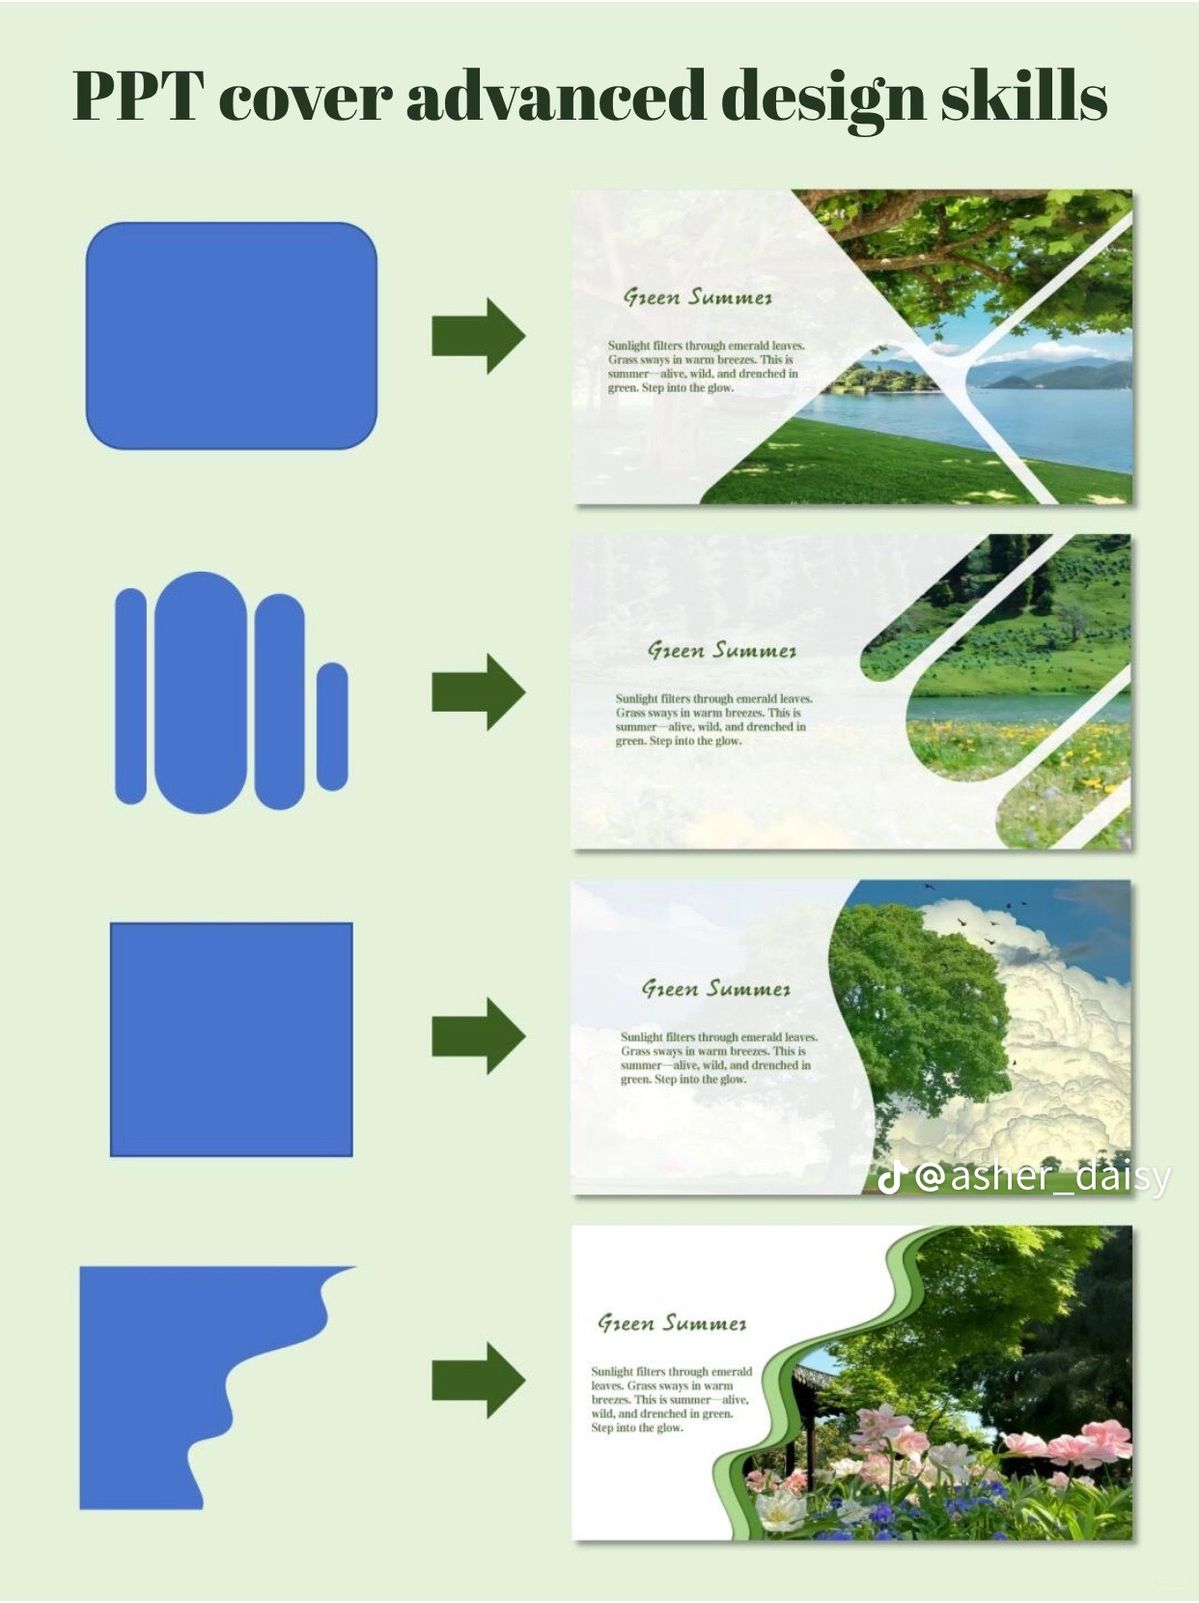 PPT cover advanced design skills
Green Summer
Sunlight filters through emerald leaves.
Grass sways in warm breezes. This is
summer—alive, wild, and drenched in
green. Step into the glow.
Green Summer
Sunlight filters through emerald leaves.
Grass sways in warm breezes. This is
summer—alive, wild, and drenched in
green. Step into the glow.
Green Summer
Sunlight filters through emerald leaves.
Grass sways in warm breezes. This is
summer—alive, wild, and drenched in
green. Step into the glow.
@asher_daisy
Green Summer
Sunlight filters through emerald
leaves. Grass sways in warm
breezes. This is summer—alive,
wild, and drenched in green.
Step into the glow.